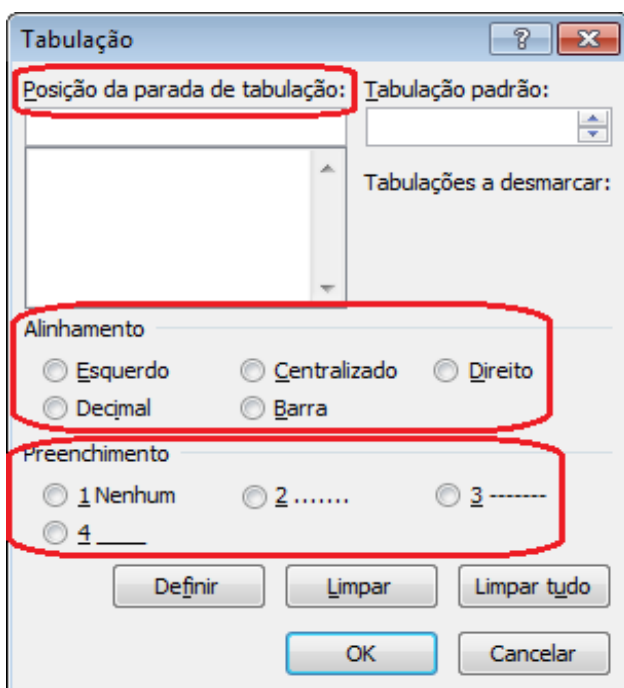 Tabulação
Posição da parada de tabulação: Tabulação padrão:
Tabulações a desmarcar:
Alinhamento
Esquerdo Centralizado Direito
Decimal Barra
Preenchimento
1 Nenhum 2 ....... 3 -------
4 ____
Definir Limpar Limpar tudo
OK Cancelar